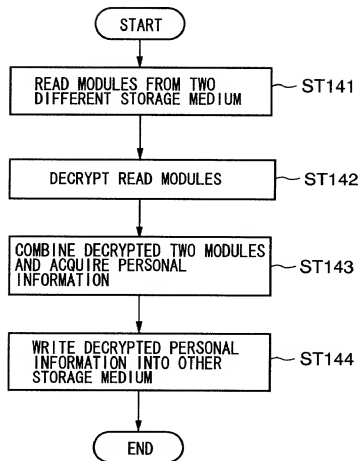 START
READ MODULES FROM TWO
DIFFERENT STORAGE MEDIUM
ST141
DECRYPT READ MODULES
ST142
COMBINE DECRYPTED TWO MODULES
AND ACQUIRE PERSONAL
INFORMATION
ST143
WRITE DECRYPTED PERSONAL
INFORMATION INTO OTHER
STORAGE MEDIUM
ST144
END